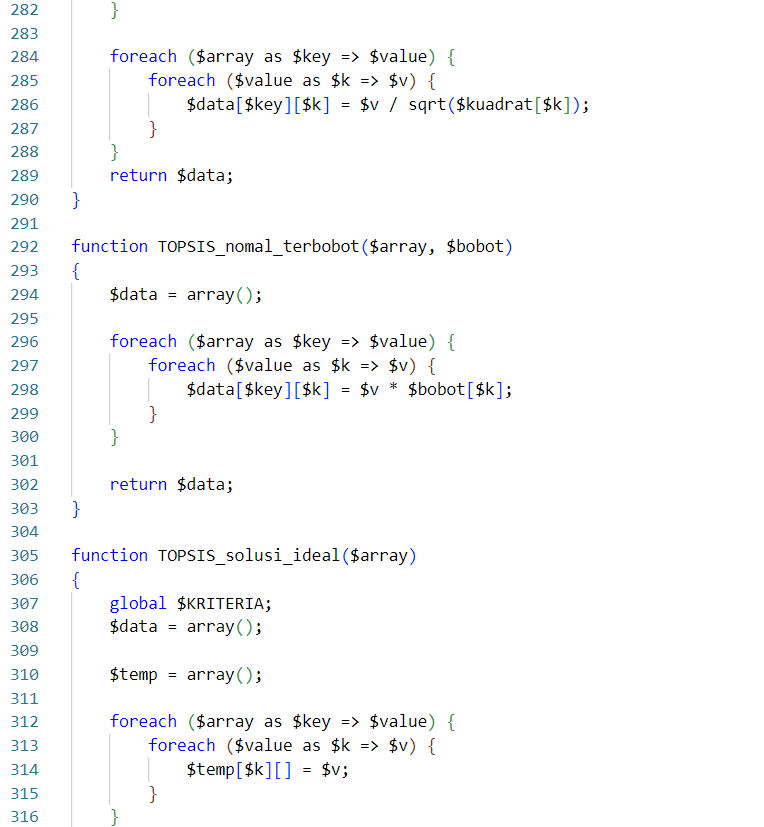 282         }
283
284         foreach ($array as $key => $value) {
285             foreach ($value as $k => $v) {
286                 $data[$key][$k] = $v / sqrt($kuadrat[$k]);
287             }
288         }
289         return $data;
290     }
291
292     function TOPSIS_nomal_terbobot($array, $bobot)
293     {
294         $data = array();
295
296         foreach ($array as $key => $value) {
297             foreach ($value as $k => $v) {
298                 $data[$key][$k] = $v * $bobot[$k];
299             }
300         }
301
302         return $data;
303     }
304
305     function TOPSIS_solusi_ideal($array)
306     {
307         global $KRITERIA;
308         $data = array();
309
310         $temp = array();
311
312         foreach ($array as $key => $value) {
313             foreach ($value as $k => $v) {
314                 $temp[$k][] = $v;
315             }
316         }